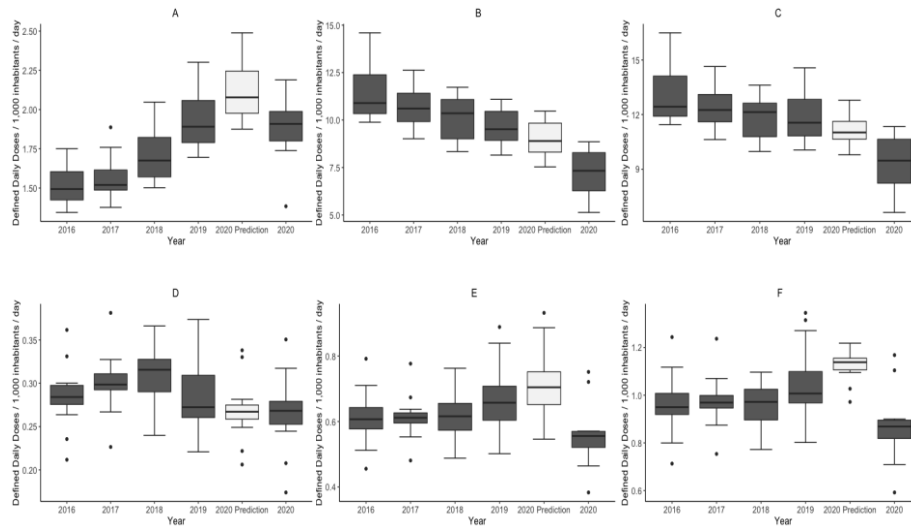 A
Defined Daily Doses / 1,000 inhabitants / day
2.50
2.25
2.00
1.75
1.50
2016 2017 2018 2019 2020 Prediction 2020
Year
B
Defined Daily Doses / 1,000 inhabitants / day
15.0
12.5
10.0
7.5
5.0
2016 2017 2018 2019 2020 Prediction 2020
Year
C
Defined Daily Doses / 1,000 inhabitants / day
15
12
9
2016 2017 2018 2019 2020 Prediction 2020
Year
D
Defined Daily Doses / 1,000 inhabitants / day
0.35
0.30
0.25
0.20
2016 2017 2018 2019 2020 Prediction 2020
Year
E
Defined Daily Doses / 1,000 inhabitants / day
0.8
0.6
0.4
2016 2017 2018 2019 2020 Prediction 2020
Year
F
Defined Daily Doses / 1,000 inhabitants / day
1.2
1.0
0.8
0.6
2016 2017 2018 2019 2020 Prediction 2020
Year